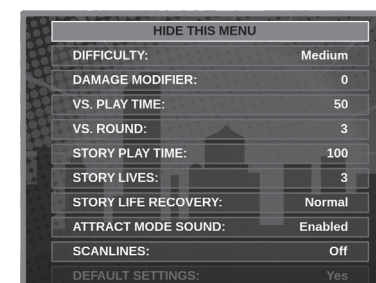 HIDE THIS MENU
DIFFICULTY: Medium
DAMAGE MODIFIER: 0
VS. PLAY TIME: 50
VS. ROUND: 3
STORY PLAY TIME: 100
STORY LIVES: 3
STORY LIFE RECOVERY: Normal
ATTRACT MODE SOUND: Enabled
SCANLINES: Off
DEFAULT SETTINGS: Yes